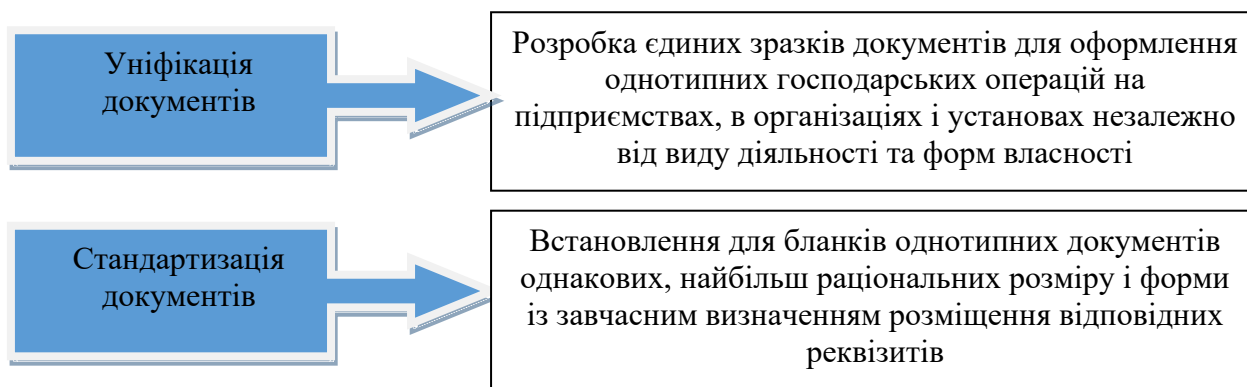 Уніфікація
документів
Розробка єдиних зразків документів для оформлення
однотипних господарських операцій на
підприємствах, в організаціях і установах незалежно
від виду діяльності та форм власності
Стандартизація
документів
Встановлення для бланків однотипних документів
однакових, найбільш раціональних розміру і форми
із завчасним визначенням розміщення відповідних
реквізитів